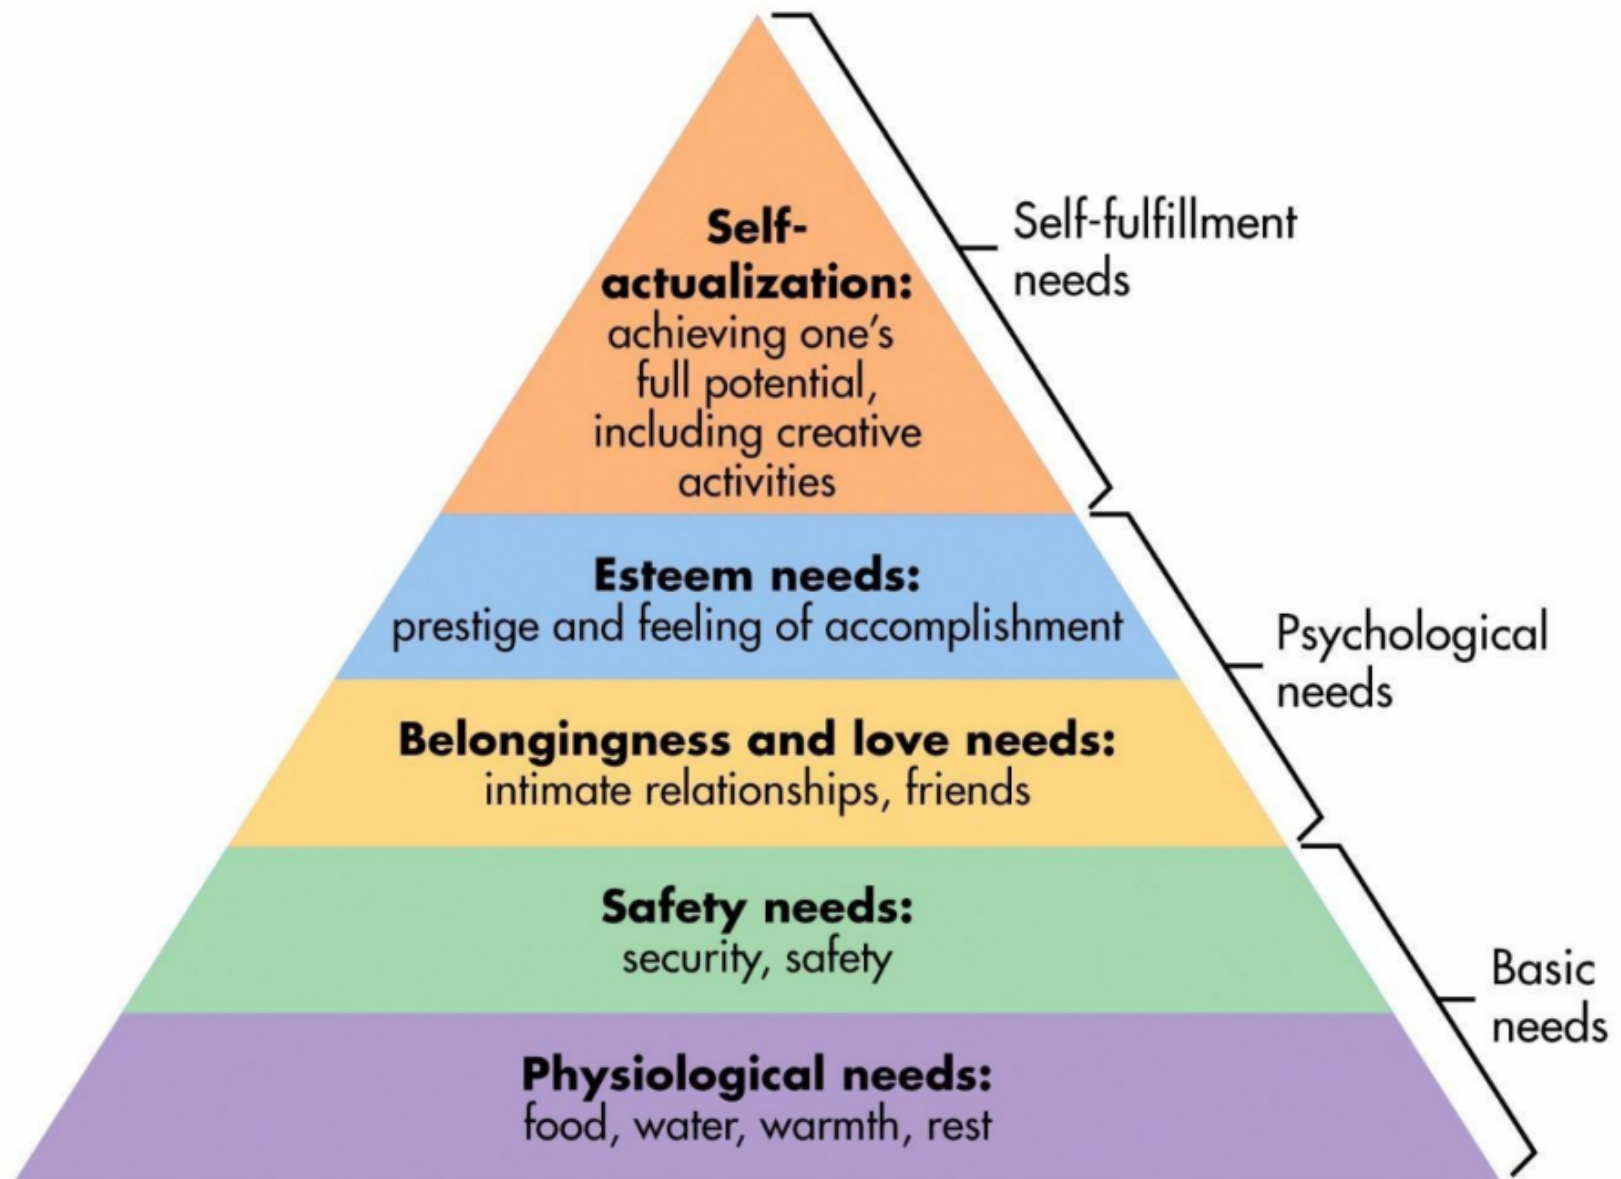 Self-
actualization:
achieving one's
full potential,
including creative
activities
Self-fulfillment
needs
Esteem needs:
prestige and feeling of accomplishment
Psychological
needs
Belongingness and love needs:
intimate relationships, friends
Safety needs:
security, safety
Basic
needs
Physiological needs:
food, water, warmth, rest